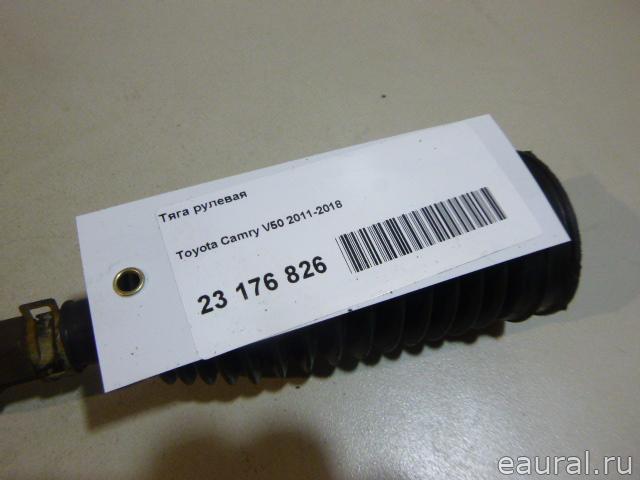 Тяга рулевая
Toyota Camry V50 2011-2018
23 176 826
eaural.ru